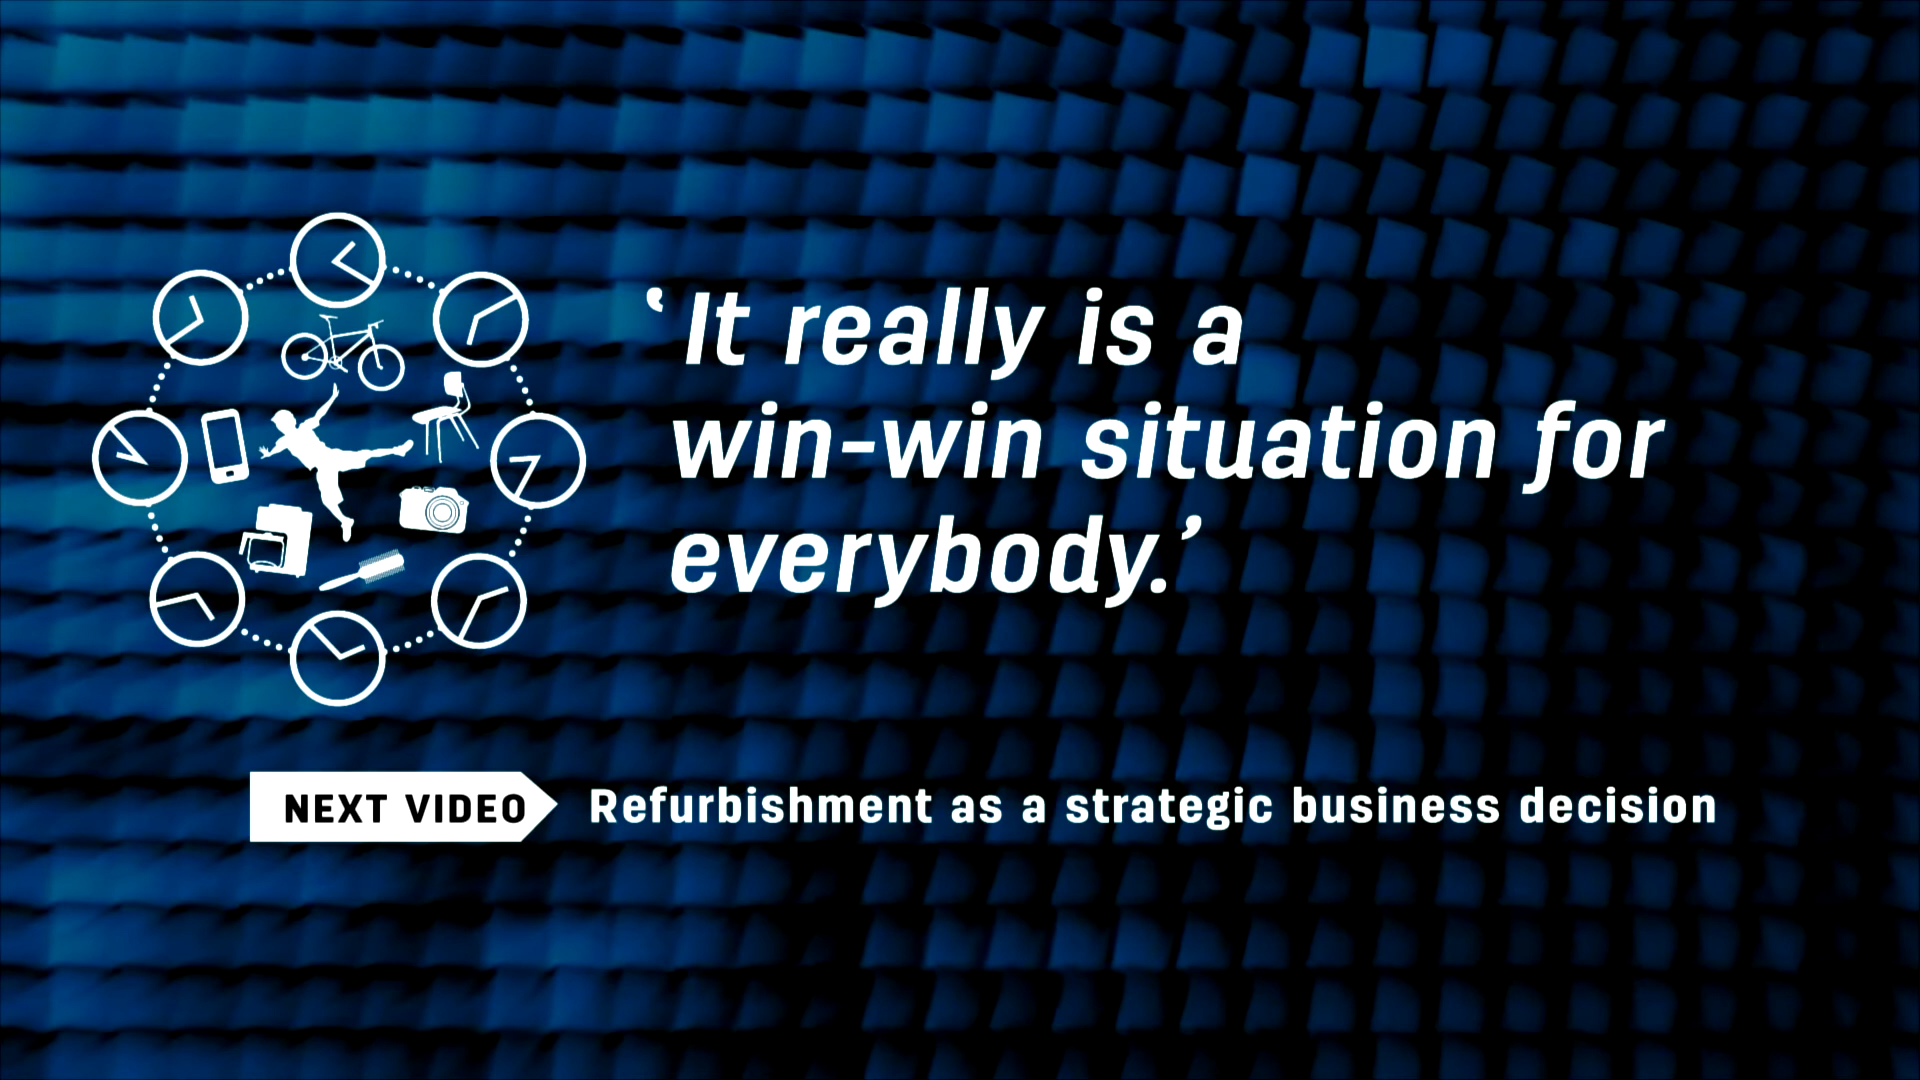 ‘It really is a
win-win situation for
everybody.’
NEXT VIDEO Refurbishment as a strategic business decision